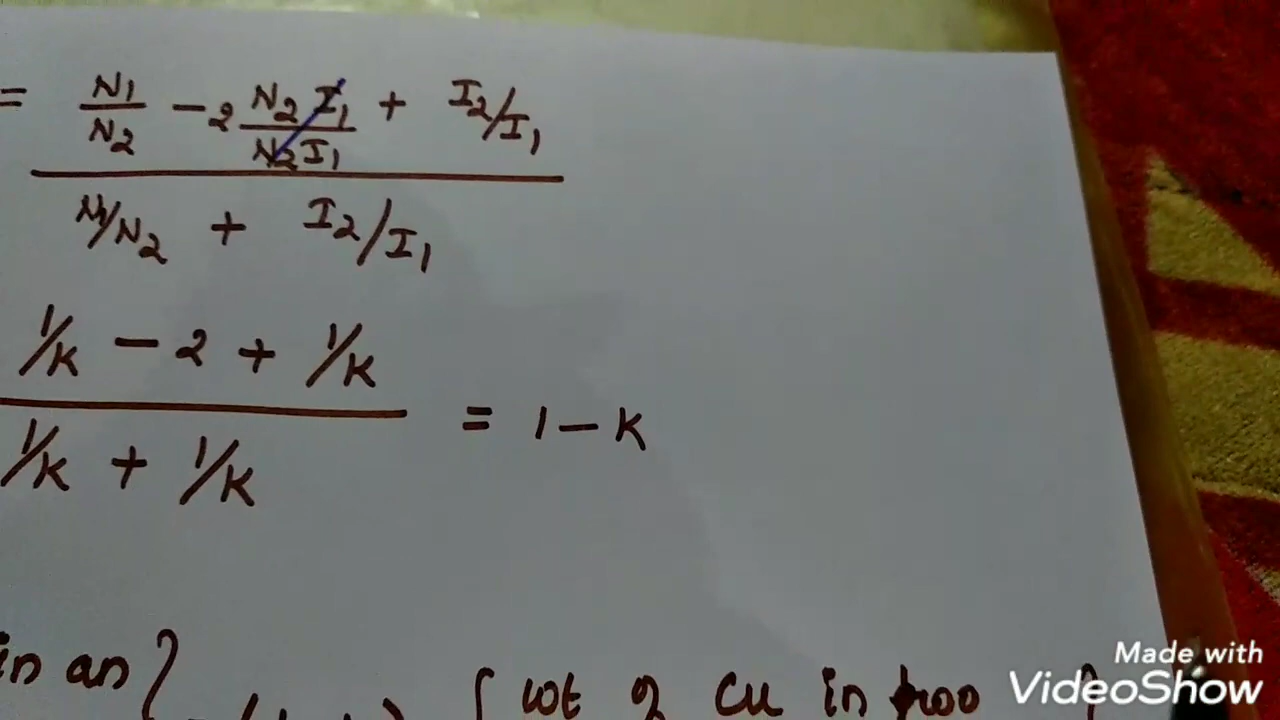 = N1/N2 - 2 N2 I1/N2 I1 + I2/I1
N1/N2 + I2/I1
1/K - 2 + 1/K
1/K + 1/K = 1 - K
in an }
{ wt of cu in
Made with
VideoShow